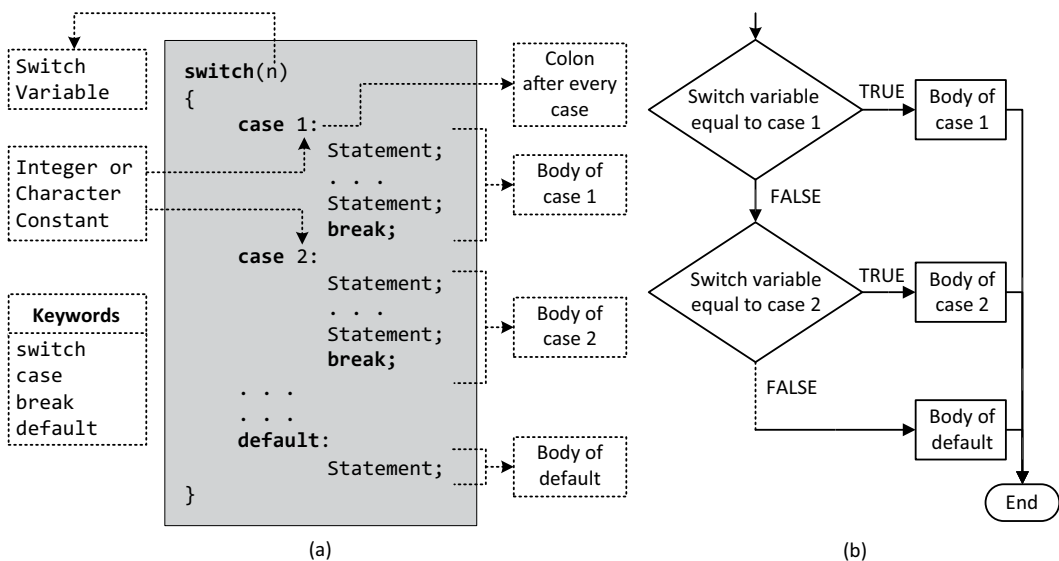 Switch
Variable
Integer or
Character
Constant
Keywords
switch
case
break
default
switch(n)
{
case 1:
Statement;
. . .
Statement;
break;
case 2:
Statement;
. . .
Statement;
break;
. . .
. . .
default:
Statement;
}
Colon
after every
case
Body of
case 1
Body of
case 2
Body of
default
(a)
Switch variable
equal to case 1
TRUE
Body of
case 1
FALSE
Switch variable
equal to case 2
TRUE
Body of
case 2
FALSE
Body of
default
End
(b)